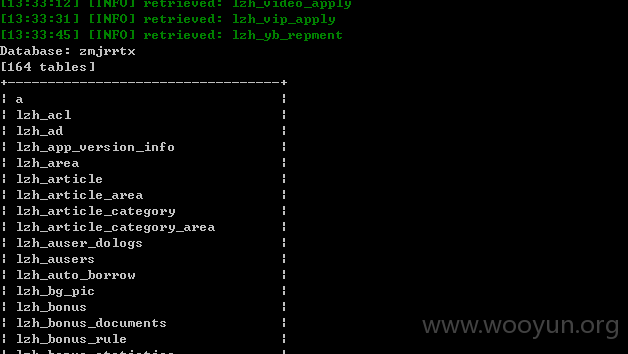 [13:33:12] [INFO] retrieved: lzh_video_apply
[13:33:31] [INFO] retrieved: lzh_vip_apply
[13:33:45] [INFO] retrieved: lzh_yb_repment
Database: zmjrrtx
[164 tables]
+----------------------------------+
¦ a ¦
¦ lzh_acl ¦
¦ lzh_ad ¦
¦ lzh_app_version_info ¦
¦ lzh_area ¦
¦ lzh_article ¦
¦ lzh_article_area ¦
¦ lzh_article_category ¦
¦ lzh_article_category_area ¦
¦ lzh_auser_dologs ¦
¦ lzh_ausers ¦
¦ lzh_auto_borrow ¦
¦ lzh_bg_pic ¦
¦ lzh_bonus ¦
¦ lzh_bonus_documents ¦
¦ lzh_bonus_rule ¦
¦ lzh_bonus_statistics ¦
www.wooyun.org